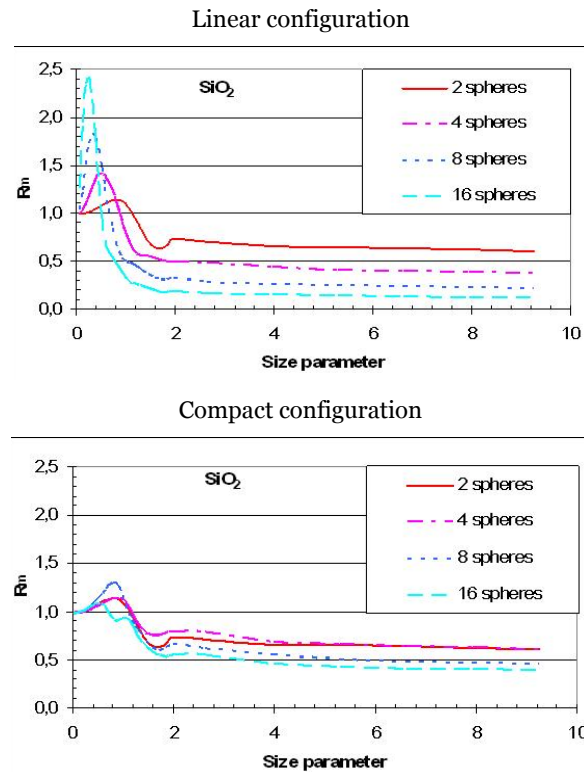 Linear configuration
2,5
2,0
1,5
1,0
0,5
0,0
Rm
SiO2
2 spheres
4 spheres
8 spheres
16 spheres
0 2 4 6 8 10
Size parameter
Compact configuration
2,5
2,0
1,5
1,0
0,5
0,0
Rm
SiO2
2 spheres
4 spheres
8 spheres
16 spheres
0 2 4 6 8 10
Size parameter